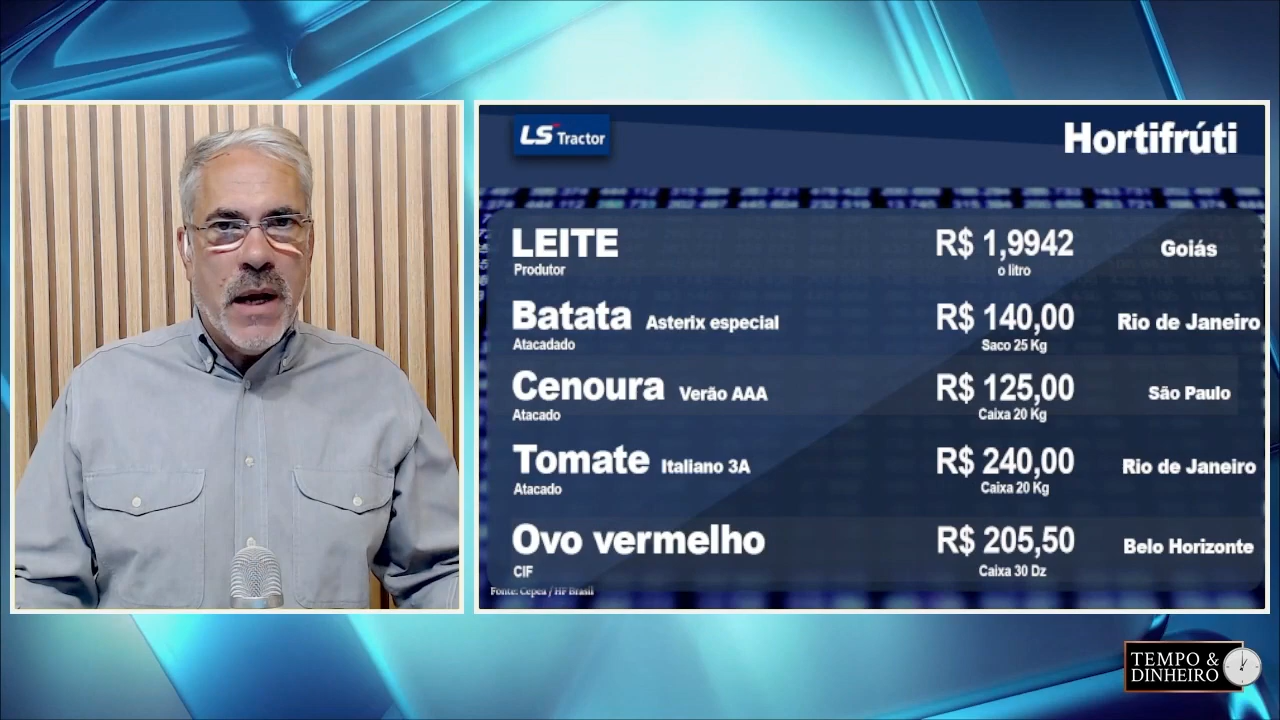 LS Tractor
Hortifrúti
LEITE R$ 1,9942 Goiás
Produtor o litro
Batata Asterix especial R$ 140,00 Rio de Janeiro
Atacadado Saco 25 Kg
Cenoura Verão AAA R$ 125,00 São Paulo
Atacado Caixa 20 Kg
Tomate Italiano 3A R$ 240,00 Rio de Janeiro
Atacado Caixa 20 Kg
Ovo vermelho R$ 205,50 Belo Horizonte
CIF Caixa 30 Dz
Fonte: Cepea / HF Brasil
TEMPO &
DINHEIRO